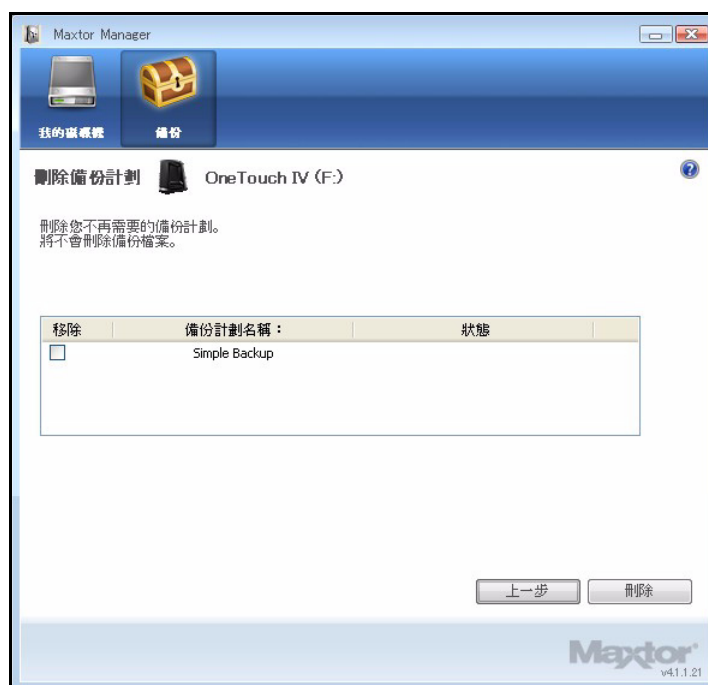 Maxtor Manager
我的磁碟機 備份
刪除備份計劃 OneTouch IV (F:)
刪除您不再需要的備份計劃。
將不會刪除備份檔案。
移除 備份計劃名稱： 狀態
Simple Backup
上一步 刪除
Maxtor
v4.1.1.21